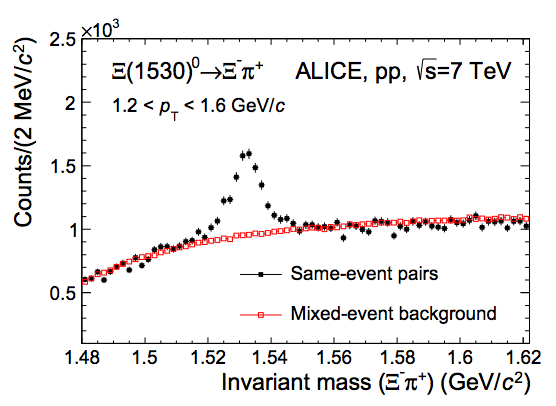 ×10³
2.5
2
1.5
1
0.5
Counts/(2 MeV/c²)
Ξ(1530)⁰→Ξ⁻π⁺ ALICE, pp, √s=7 TeV
1.2 < p_T < 1.6 GeV/c
Same-event pairs
Mixed-event background
1.48 1.5 1.52 1.54 1.56 1.58 1.6 1.62
Invariant mass (Ξ⁻π⁺) (GeV/c²)